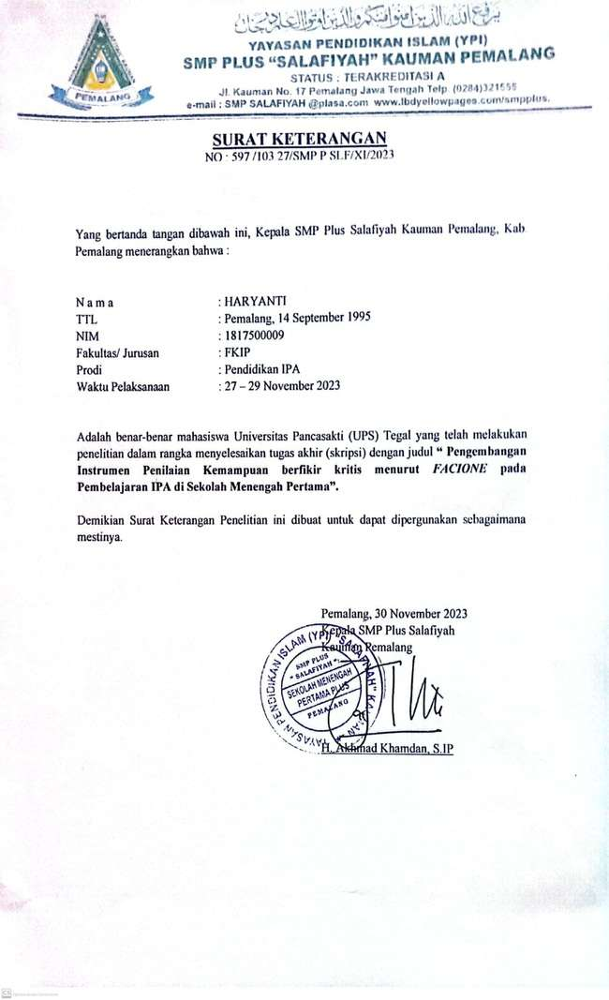 يرفع الله الذين امنوا منكم والذين اوتوا العلم درجات
YAYASAN PENDIDIKAN ISLAM (YPI)
SMP PLUS “SALAFIYAH” KAUMAN PEMALANG
STATUS : TERAKREDITASI A
Jl. Kauman No. 17 Pemalang Jawa Tengah Telp. (0284)321555
e-mail : SMP SALAFIYAH @plasa.com www.lbdyellowpages.com/smpplus.
PEMALANG
SURAT KETERANGAN
NO : 597 /103 27/SMP P SLF/XI/2023
Yang bertanda tangan dibawah ini, Kepala SMP Plus Salafiyah Kauman Pemalang, Kab
Pemalang menerangkan bahwa :
N a m a : HARYANTI
TTL : Pemalang, 14 September 1995
NIM : 1817500009
Fakultas/ Jurusan : FKIP
Prodi : Pendidikan IPA
Waktu Pelaksanaan : 27 – 29 November 2023
Adalah benar-benar mahasiswa Universitas Pancasakti (UPS) Tegal yang telah melakukan
penelitian dalam rangka menyelesaikan tugas akhir (skripsi) dengan judul “ Pengembangan
Instrumen Penilaian Kemampuan berfikir kritis menurut FACIONE pada
Pembelajaran IPA di Sekolah Menengah Pertama”.
Demikian Surat Keterangan Penelitian ini dibuat untuk dapat dipergunakan sebagaimana
mestinya.
Pemalang, 30 November 2023
Kepala SMP Plus Salafiyah
Kauman Pemalang
YAYASAN PENDIDIKAN ISLAM (YPI) "SALAFIYAH" KAUMAN
SMP PLUS
"SALAFIYAH"
SEKOLAH MENENGAH
PERTAMA PLUS
PEMALANG
H. Akhmad Khamdan, S.IP
CS